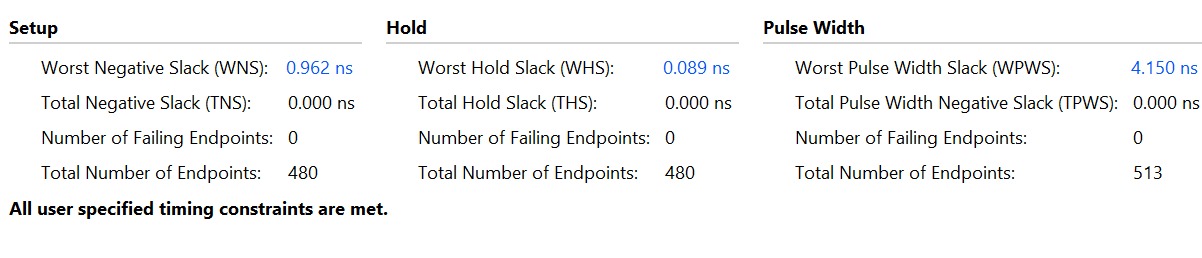 Setup
Hold
Pulse Width
Worst Negative Slack (WNS): 0.962 ns
Worst Hold Slack (WHS): 0.089 ns
Worst Pulse Width Slack (WPWS): 4.150 ns
Total Negative Slack (TNS): 0.000 ns
Total Hold Slack (THS): 0.000 ns
Total Pulse Width Negative Slack (TPWS): 0.000 ns
Number of Failing Endpoints: 0
Number of Failing Endpoints: 0
Number of Failing Endpoints: 0
Total Number of Endpoints: 480
Total Number of Endpoints: 480
Total Number of Endpoints: 513
All user specified timing constraints are met.